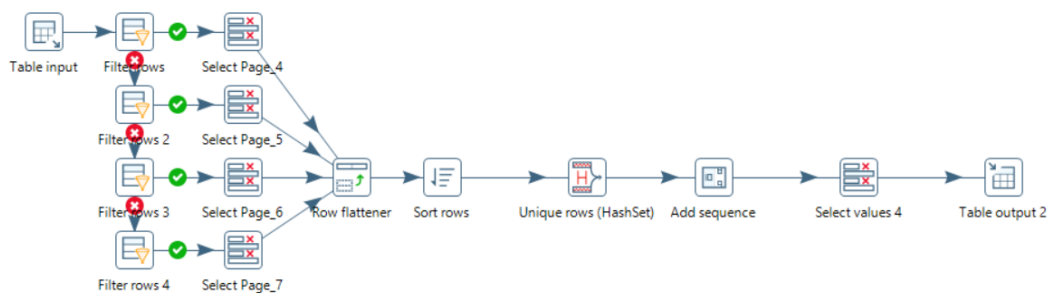 Table input
Filter rows
Select Page_4
Filter rows 2
Select Page_5
Filter rows 3
Select Page_6
Row flattener
Sort rows
Unique rows (HashSet)
Add sequence
Select values 4
Table output 2
Filter rows 4
Select Page_7